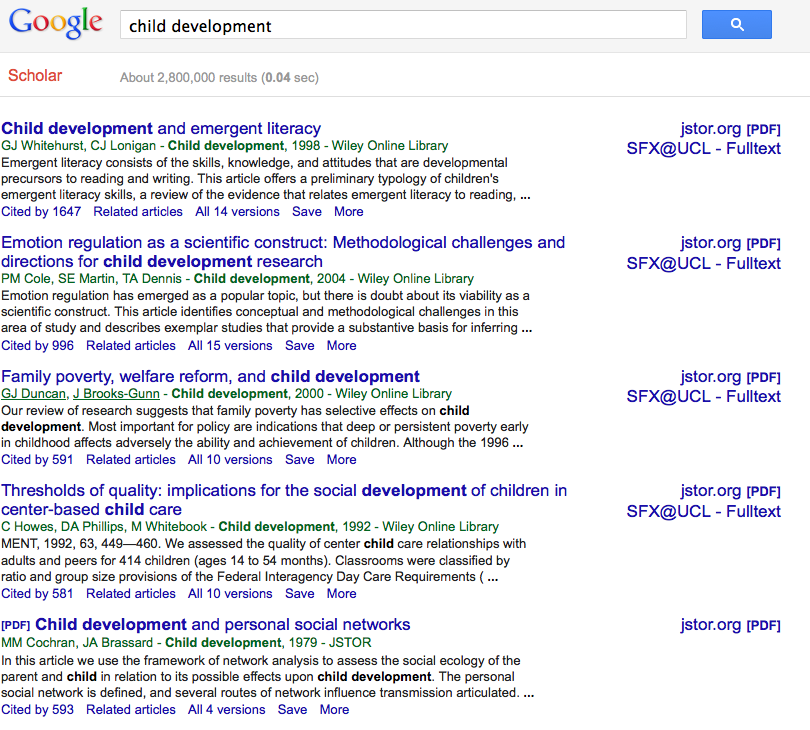 Google
child development
Scholar
About 2,800,000 results (0.04 sec)
Child development and emergent literacy
jstor.org [PDF]
GJ Whitehurst, CJ Lonigan - Child development, 1998 - Wiley Online Library
SFX@UCL - Fulltext
Emergent literacy consists of the skills, knowledge, and attitudes that are developmental
precursors to reading and writing. This article offers a preliminary typology of children's
emergent literacy skills, a review of the evidence that relates emergent literacy to reading, ...
Cited by 1647 Related articles All 14 versions Save More
Emotion regulation as a scientific construct: Methodological challenges and
jstor.org [PDF]
directions for child development research
SFX@UCL - Fulltext
PM Cole, SE Martin, TA Dennis - Child development, 2004 - Wiley Online Library
Emotion regulation has emerged as a popular topic, but there is doubt about its viability as a
scientific construct. This article identifies conceptual and methodological challenges in this
area of study and describes exemplar studies that provide a substantive basis for inferring ...
Cited by 996 Related articles All 15 versions Save More
Family poverty, welfare reform, and child development
jstor.org [PDF]
GJ Duncan, J Brooks-Gunn - Child development, 2000 - Wiley Online Library
SFX@UCL - Fulltext
Our review of research suggests that family poverty has selective effects on child
development. Most important for policy are indications that deep or persistent poverty early
in childhood affects adversely the ability and achievement of children. Although the 1996 ...
Cited by 591 Related articles All 10 versions Save More
Thresholds of quality: implications for the social development of children in
jstor.org [PDF]
center-based child care
SFX@UCL - Fulltext
C Howes, DA Phillips, M Whitebook - Child development, 1992 - Wiley Online Library
MENT, 1992, 63, 449—460. We assessed the quality of center child care relationships with
adults and peers for 414 children (ages 14 to 54 months). Classrooms were classified by
ratio and group size provisions of the Federal Interagency Day Care Requirements ( ...
Cited by 581 Related articles All 10 versions Save More
[PDF] Child development and personal social networks
jstor.org [PDF]
MM Cochran, JA Brassard - Child development, 1979 - JSTOR
In this article we use the framework of network analysis to assess the social ecology of the
parent and child in relation to its possible effects upon child development. The personal
social network is defined, and several routes of network influence transmission articulated. ...
Cited by 593 Related articles All 4 versions Save More